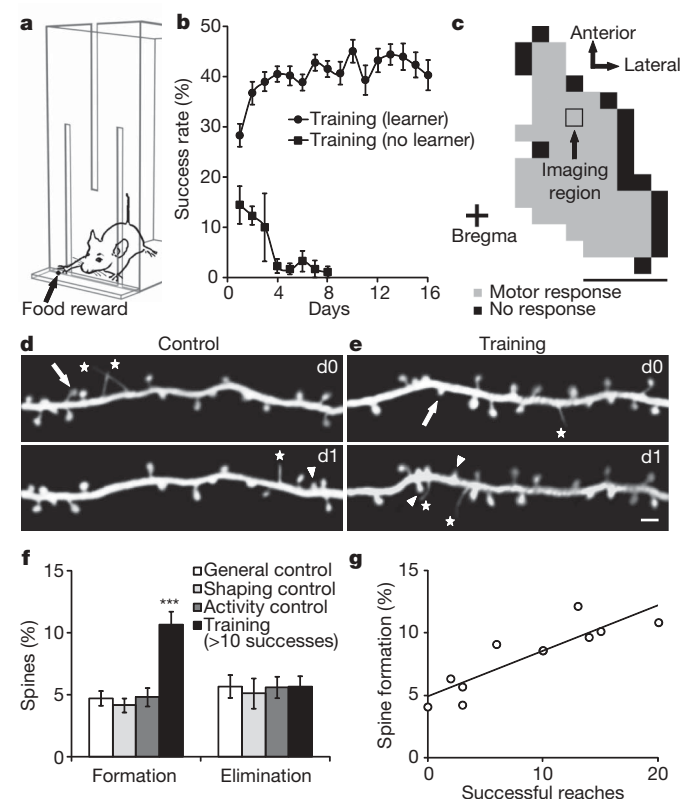 a
Food reward
b
Success rate (%)
50
40
30
20
10
0
Training (learner)
Training (no learner)
0
4
8
12
16
Days
c
Anterior
Lateral
Imaging
region
Bregma
Motor response
No response
d
Control
d0
d1
e
Training
d0
d1
f
Spines (%)
15
10
5
0
General control
Shaping control
Activity control
Training
(>10 successes)
***
Formation
Elimination
g
Spine formation (%)
15
10
5
0
0
10
20
Successful reaches